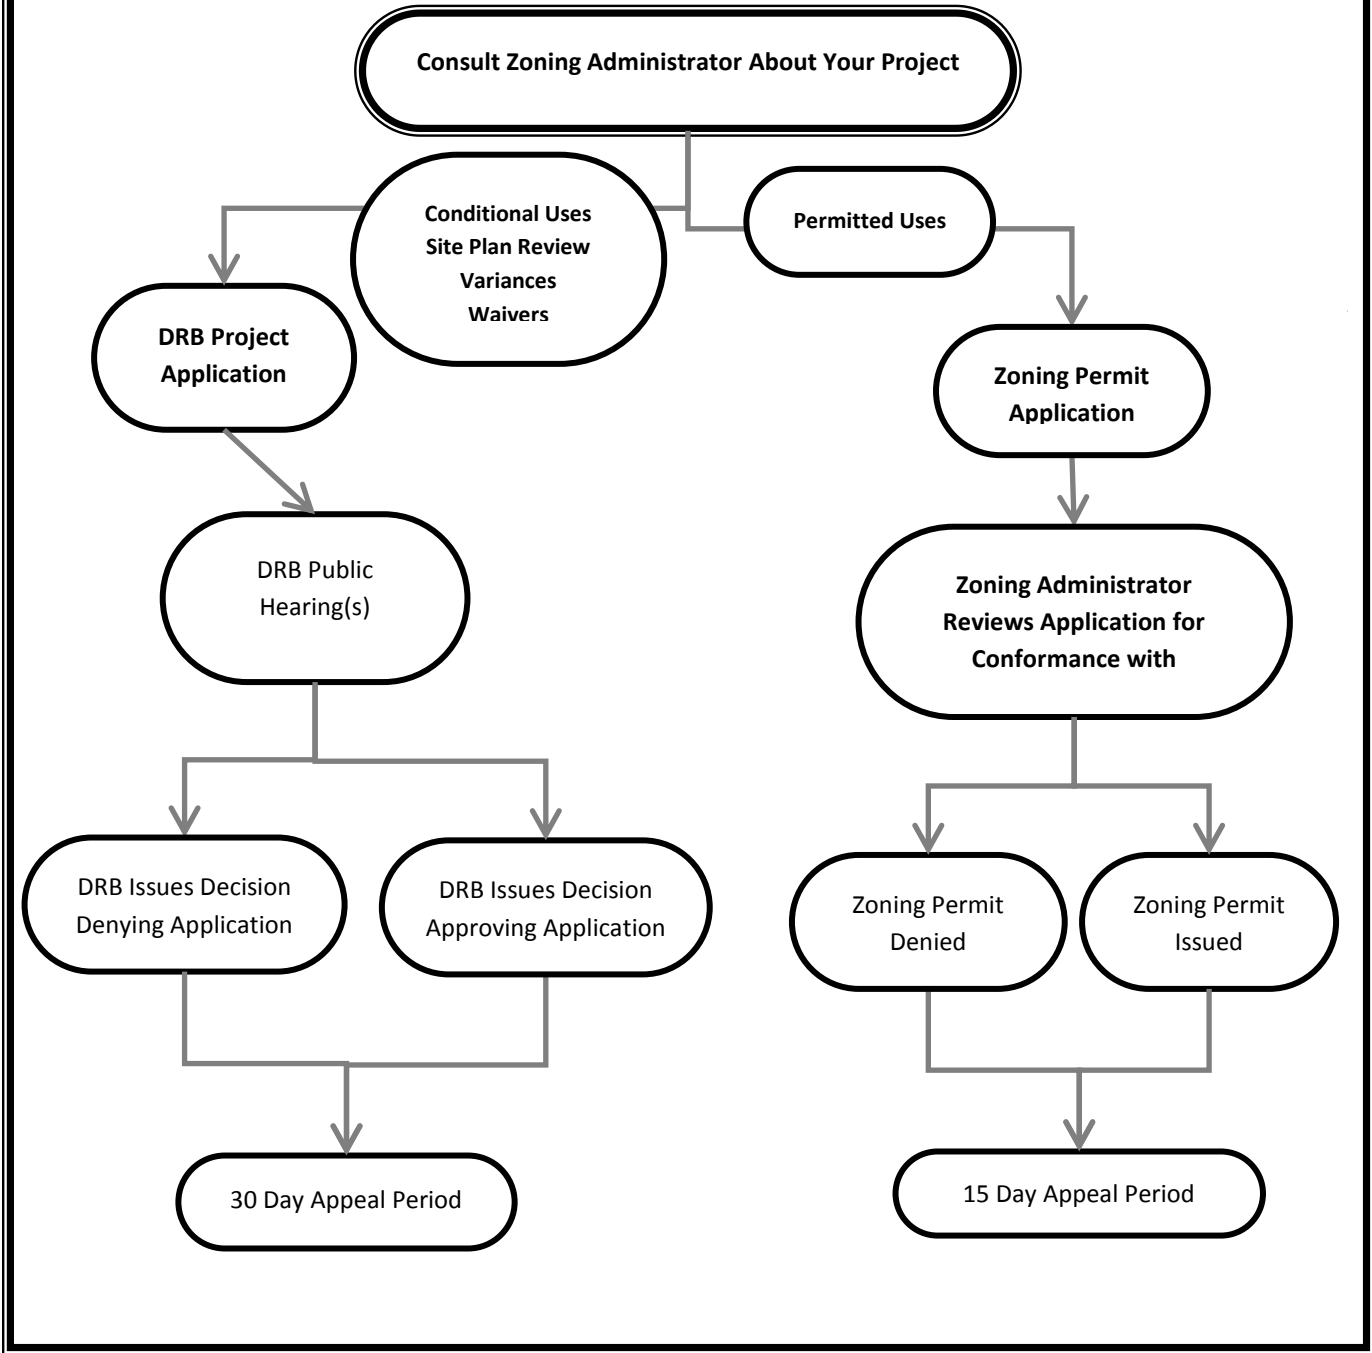 Consult Zoning Administrator About Your Project
Conditional Uses
Site Plan Review
Variances
Waivers
Permitted Uses
DRB Project
Application
Zoning Permit
Application
DRB Public
Hearing(s)
Zoning Administrator
Reviews Application for
Conformance with
DRB Issues Decision
Denying Application
DRB Issues Decision
Approving Application
Zoning Permit
Denied
Zoning Permit
Issued
30 Day Appeal Period
15 Day Appeal Period